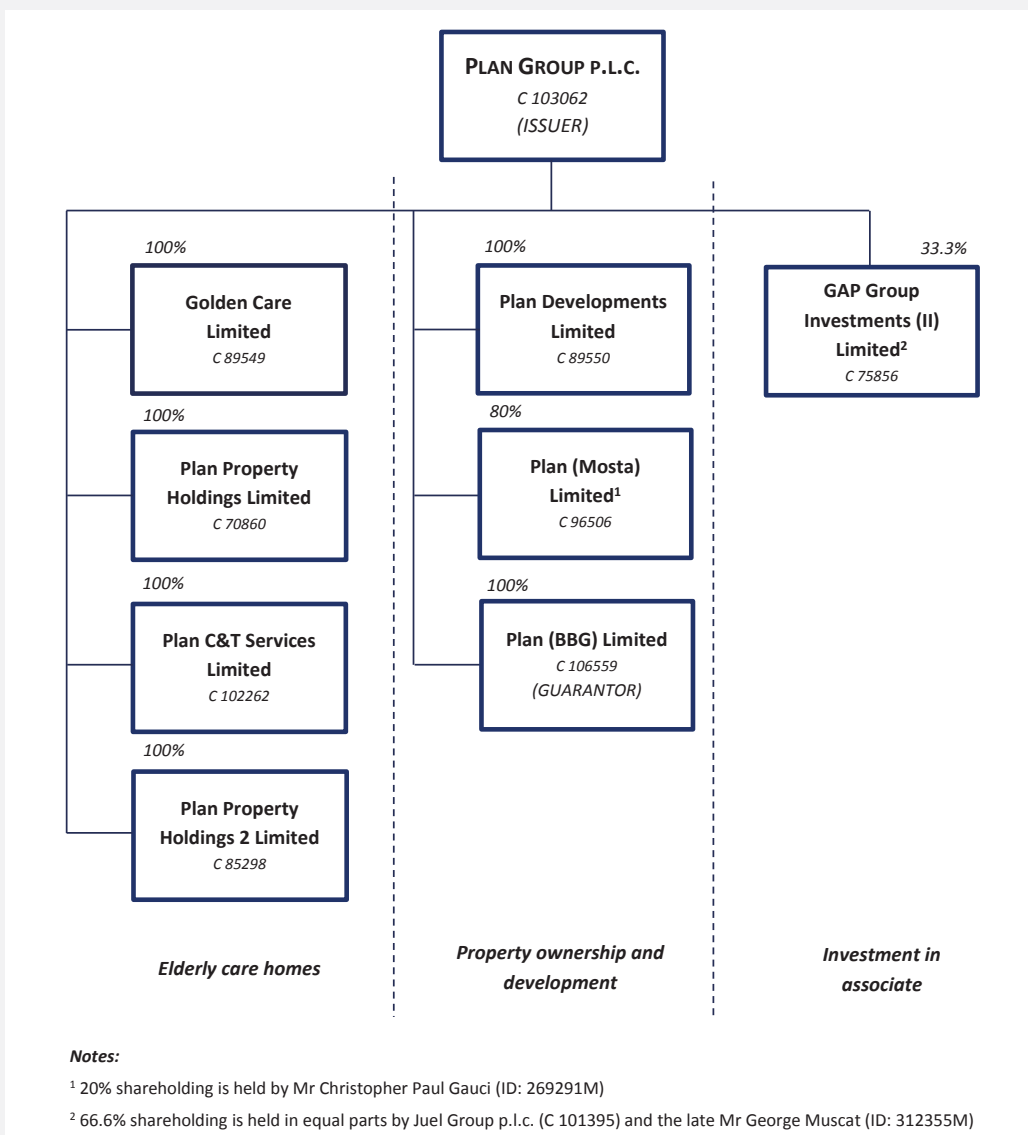 PLAN GROUP P.L.C.
C 103062
(ISSUER)
100%
Golden Care
Limited
C 89549
100%
Plan Property
Holdings Limited
C 70860
100%
Plan C&T Services
Limited
C 102262
100%
Plan Property
Holdings 2 Limited
C 85298
Elderly care homes
100%
Plan Developments
Limited
C 89550
80%
Plan (Mosta)
Limited¹
C 96506
100%
Plan (BBG) Limited
C 106559
(GUARANTOR)
Property ownership and
development
33.3%
GAP Group
Investments (II)
Limited²
C 75856
Investment in
associate
Notes:
¹ 20% shareholding is held by Mr Christopher Paul Gauci (ID: 269291M)
² 66.6% shareholding is held in equal parts by Juel Group p.l.c. (C 101395) and the late Mr George Muscat (ID: 312355M)